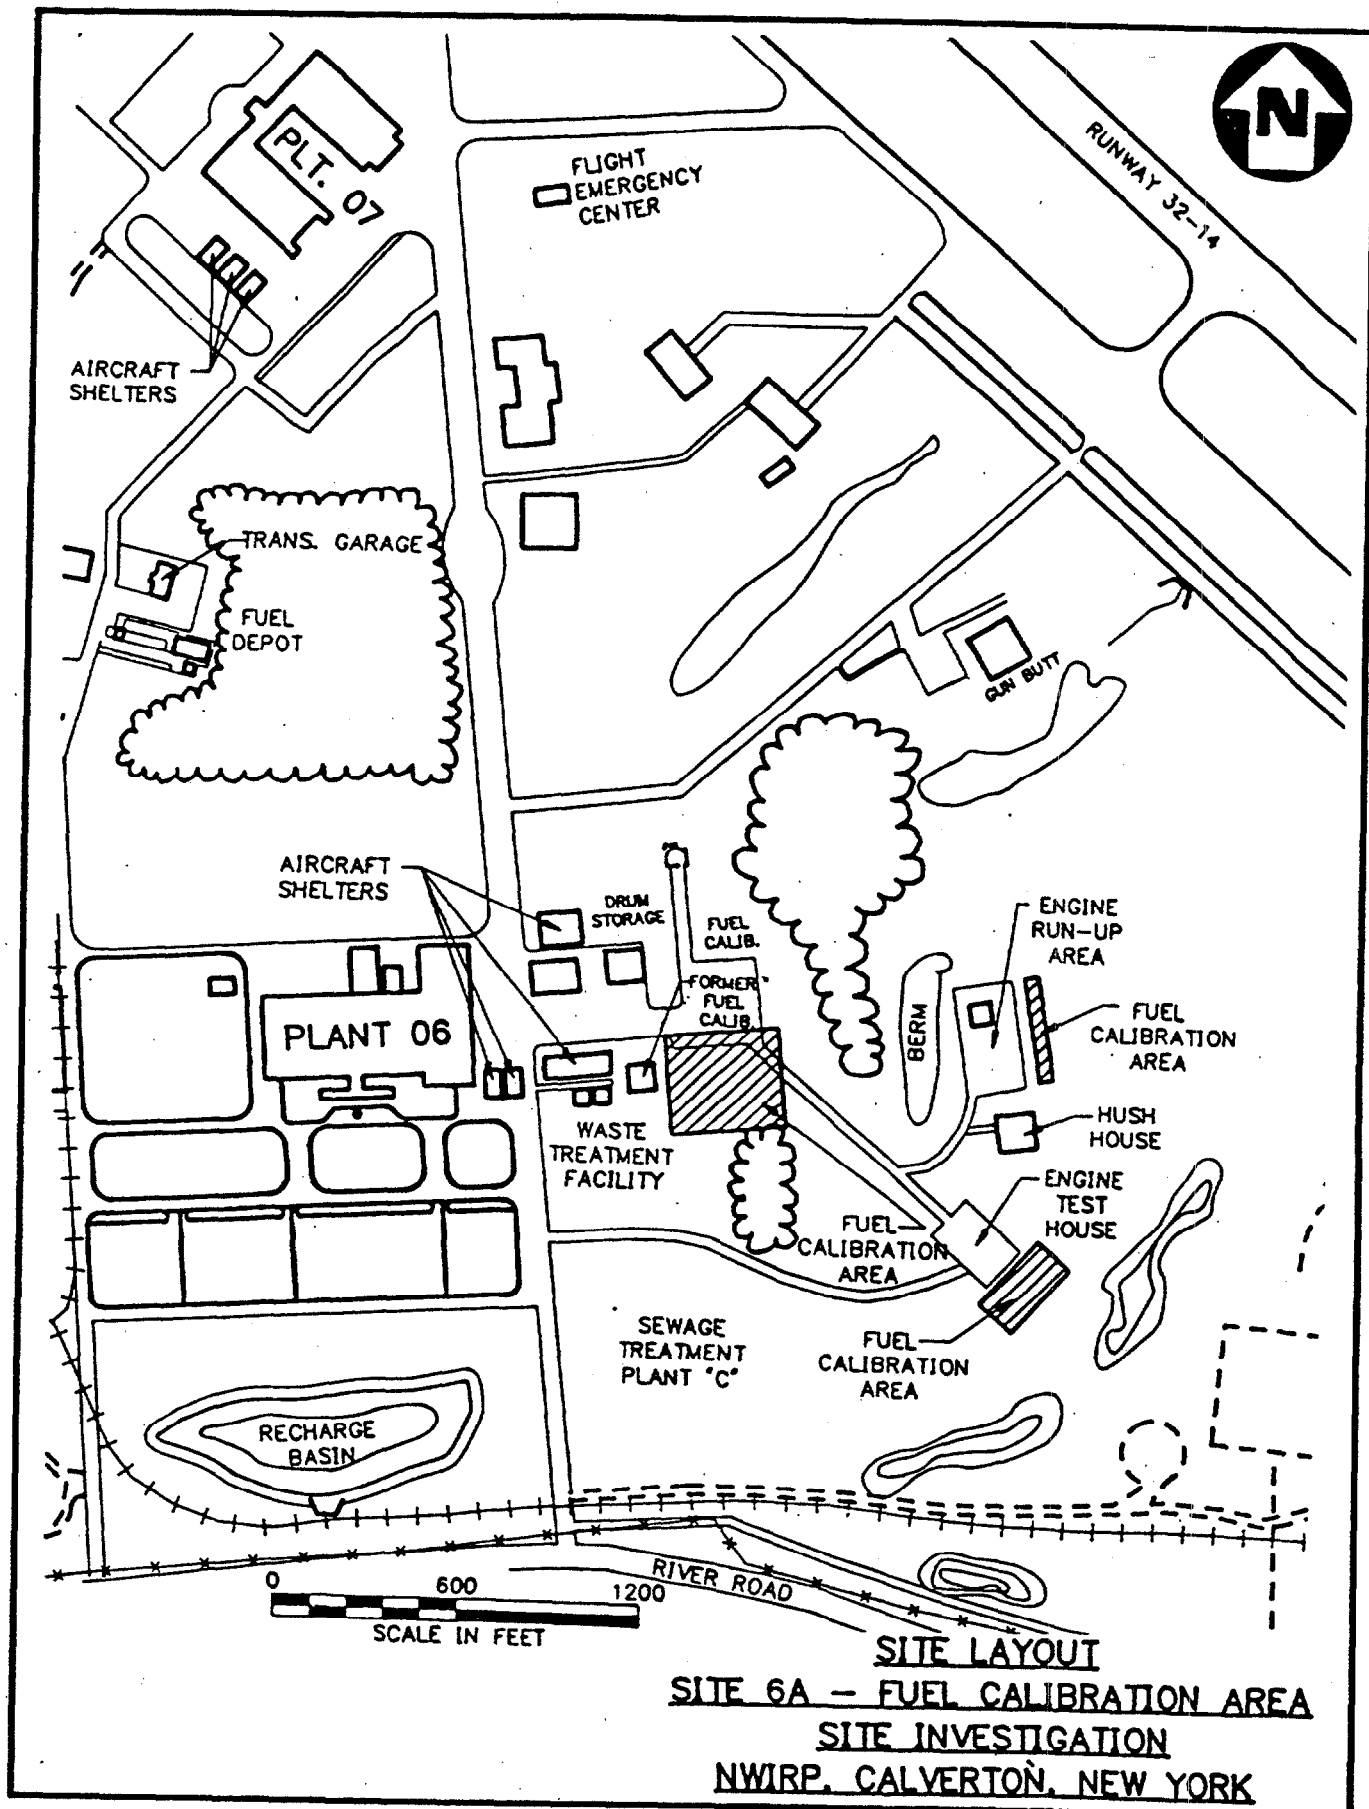 N
RUNWAY 32-14
PLT. 07
FLIGHT
EMERGENCY
CENTER
AIRCRAFT
SHELTERS
TRANS. GARAGE
FUEL
DEPOT
GUN BUTT
AIRCRAFT
SHELTERS
DRUM
STORAGE
FUEL
CALIB.
FORMER
FUEL
CALIB.
ENGINE
RUN-UP
AREA
BERM
FUEL
CALIBRATION
AREA
PLANT 06
HUSH
HOUSE
WASTE
TREATMENT
FACILITY
ENGINE
TEST
HOUSE
FUEL
CALIBRATION
AREA
SEWAGE
TREATMENT
PLANT "C"
FUEL
CALIBRATION
AREA
RECHARGE
BASIN
RIVER ROAD
0 600 1200
SCALE IN FEET
SITE LAYOUT
SITE 6A - FUEL CALIBRATION AREA
SITE INVESTIGATION
NWIRP, CALVERTON, NEW YORK